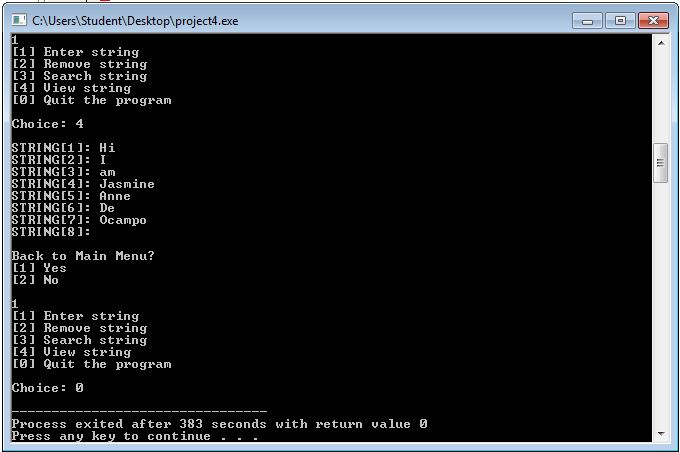 C:\Users\Student\Desktop\project4.exe
1
[1] Enter string
[2] Remove string
[3] Search string
[4] View string
[0] Quit the program
Choice: 4
STRING[1]: Hi
STRING[2]: I
STRING[3]: am
STRING[4]: Jasmine
STRING[5]: Anne
STRING[6]: De
STRING[7]: Ocampo
STRING[8]:
Back to Main Menu?
[1] Yes
[2] No
1
[1] Enter string
[2] Remove string
[3] Search string
[4] View string
[0] Quit the program
Choice: 0
--------------------------------
Process exited after 383 seconds with return value 0
Press any key to continue . . .